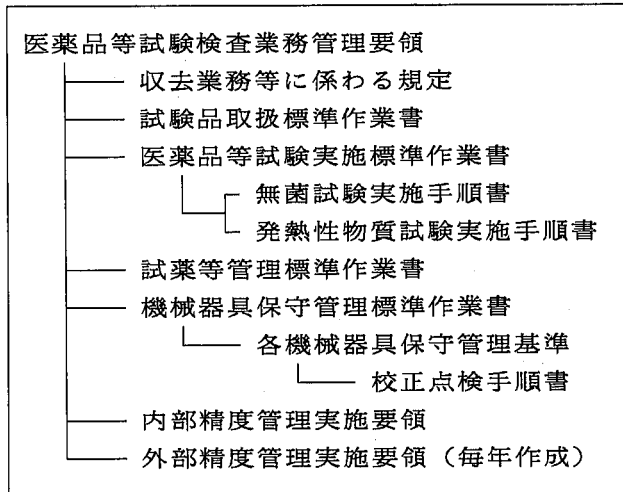 医薬品等試験検査業務管理要領
収去業務等に係わる規定
試験品取扱標準作業書
医薬品等試験実施標準作業書
無菌試験実施手順書
発熱性物質試験実施手順書
試薬等管理標準作業書
機械器具保守管理標準作業書
各機械器具保守管理基準
校正点検手順書
内部精度管理実施要領
外部精度管理実施要領（毎年作成）